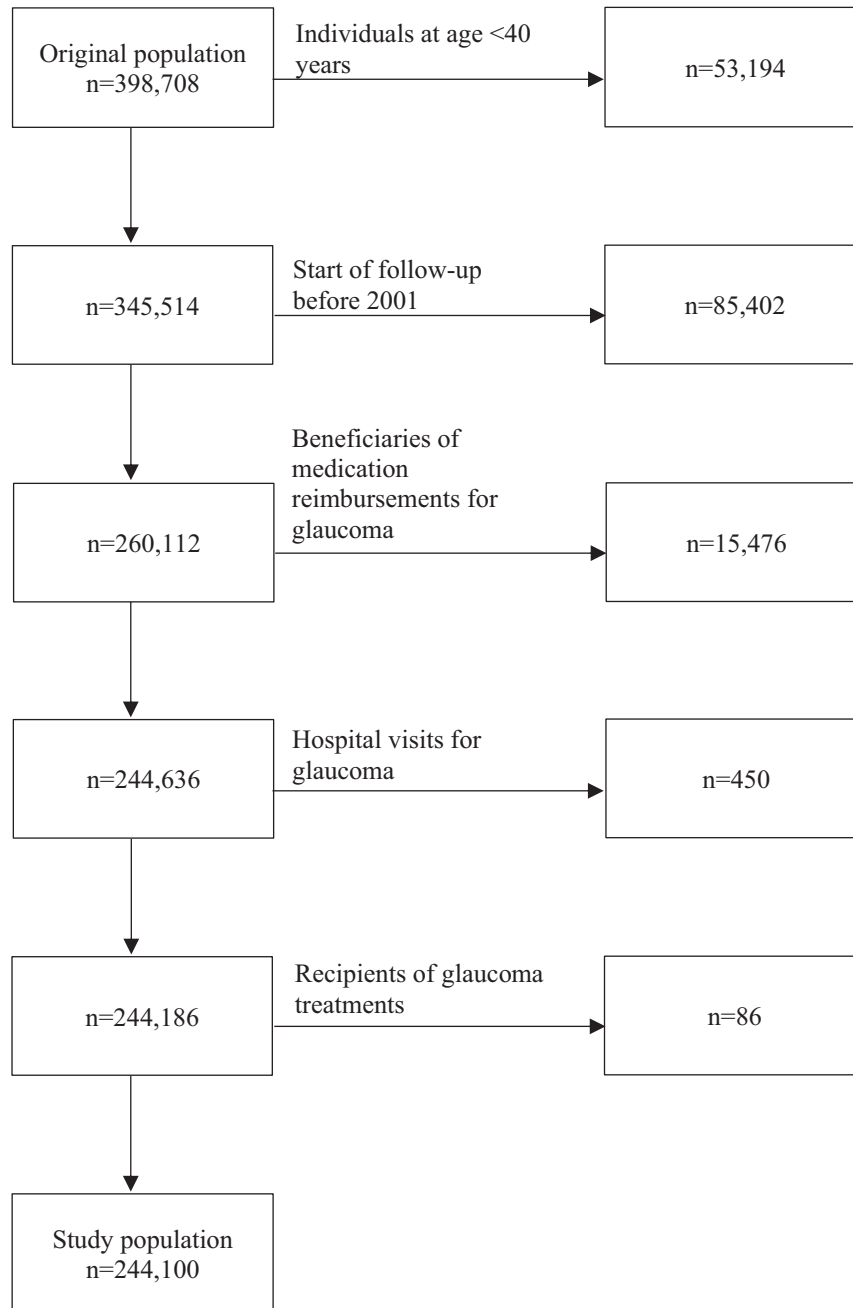 Original population
n=398,708
Individuals at age <40
years
n=53,194
n=345,514
Start of follow-up
before 2001
n=85,402
n=260,112
Beneficiaries of
medication
reimbursements for
glaucoma
n=15,476
n=244,636
Hospital visits for
glaucoma
n=450
n=244,186
Recipients of glaucoma
treatments
n=86
Study population
n=244,100